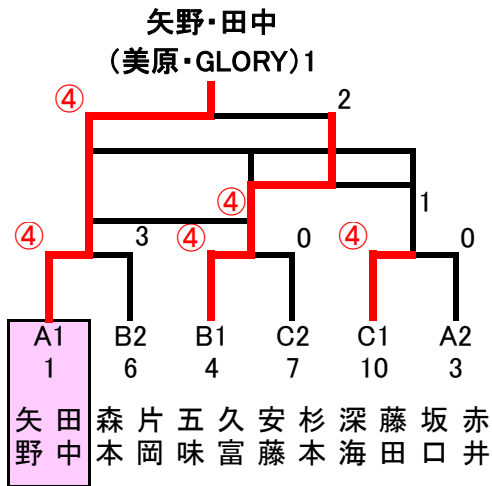 矢野・田中
(美原・GLORY)1
④ 2
④ 1
④ 3 ④ 0 ④ 0
A1 B2 B1 C2 C1 A2
1 6 4 7 10 3
矢野 田中 森本 片岡 五味 久富 安藤 杉本 深海 藤田 坂口 赤井